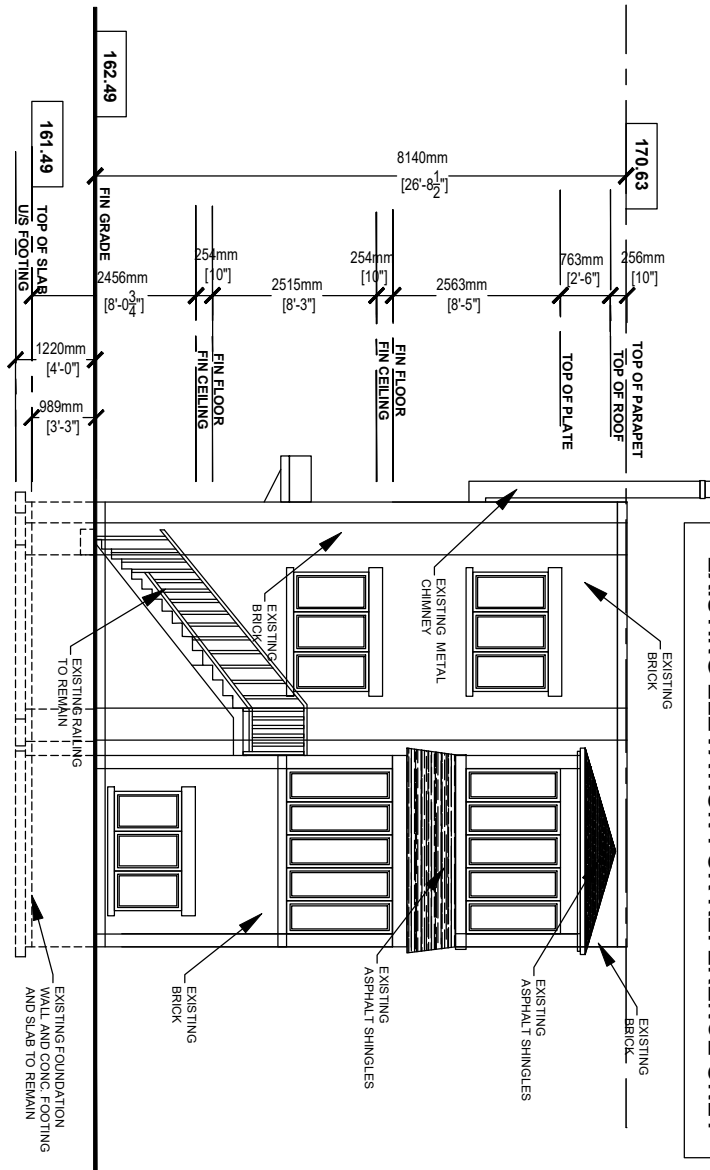 170.63
162.49
161.49
8140mm
[26'-8 1/2"]
256mm
[10"]
763mm
[2'-6"]
2563mm
[8'-5"]
254mm
[10"]
2515mm
[8'-3"]
254mm
[10"]
2456mm
[8'-0 3/4"]
1220mm
[4'-0"]
989mm
[3'-3"]
TOP OF PARAPET
TOP OF ROOF
TOP OF PLATE
FIN FLOOR
FIN CEILING
FIN FLOOR
FIN CEILING
FIN GRADE
TOP OF SLAB
U/S FOOTING
EXISTING
BRICK
EXISTING METAL
CHIMNEY
EXISTING
BRICK
EXISTING RAILING
TO REMAIN
EXISTING
BRICK
EXISTING
ASPHALT SHINGLES
EXISTING
ASPHALT SHINGLES
EXISTING
BRICK
EXISTING FOUNDATION
WALL AND CONC. FOOTING
AND SLAB TO REMAIN